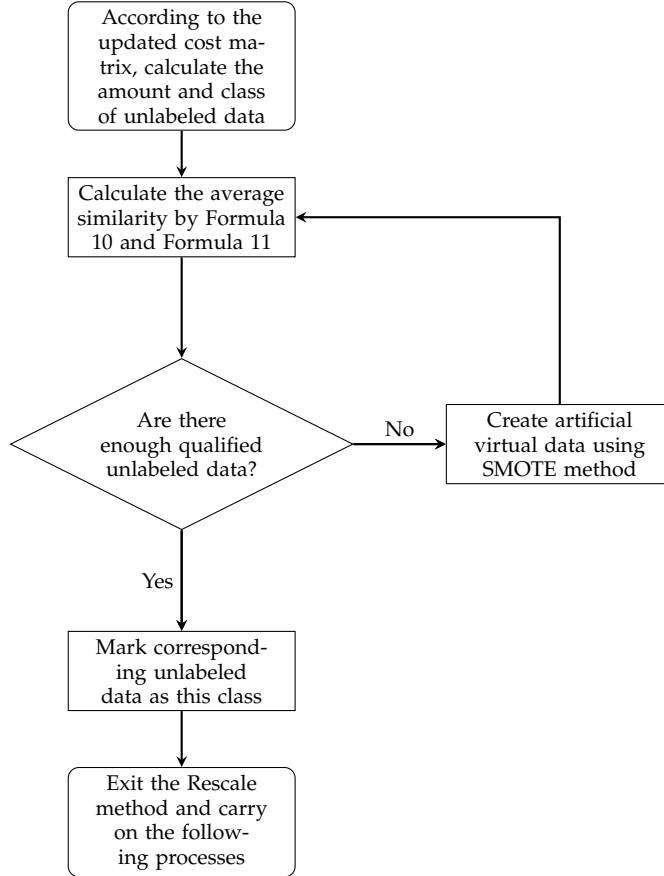 According to the
updated cost ma-
trix, calculate the
amount and class
of unlabeled data
Calculate the average
similarity by Formula
10 and Formula 11
Are there
enough qualified
unlabeled data?
No
Create artificial
virtual data using
SMOTE method
Yes
Mark correspond-
ing unlabeled
data as this class
Exit the Rescale
method and carry
on the follow-
ing processes